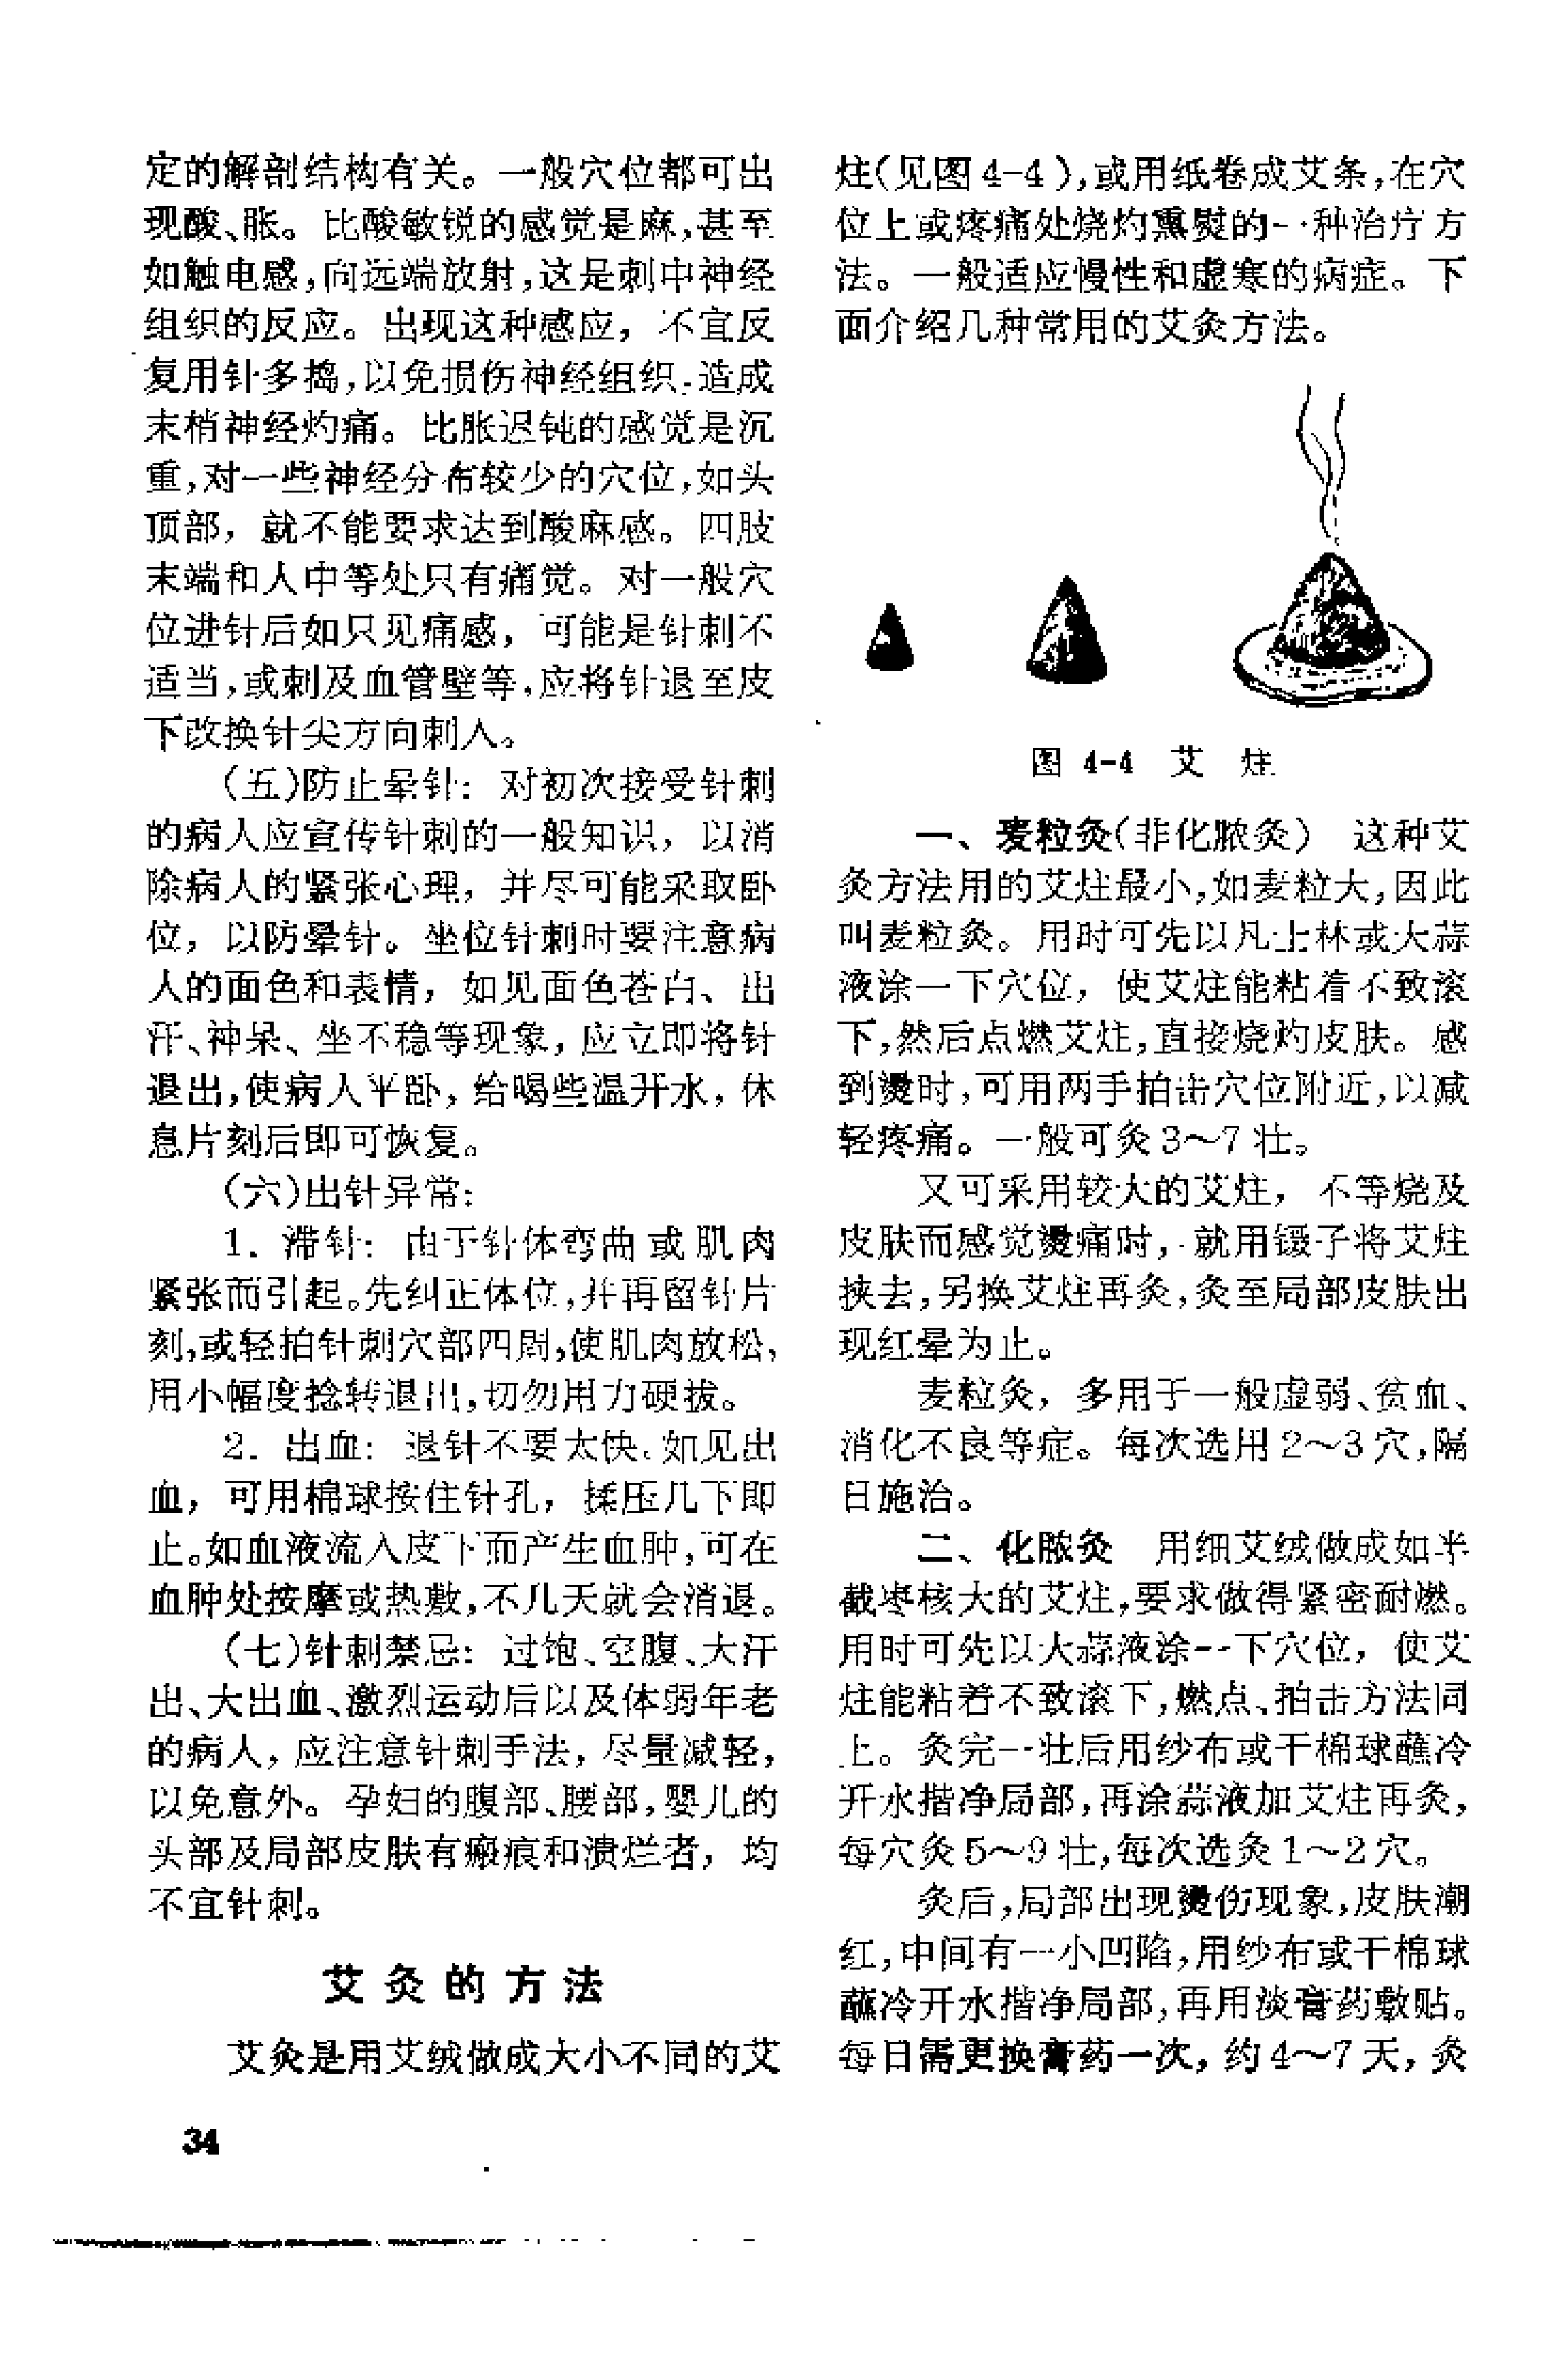 定的解剖结构有关。一般穴位都可出
现酸、胀。比酸敏锐的感觉是麻,甚至
如触电感,向远端放射,这是刺中神经
组织的反应。出现这种感应，不宜反
复用针多捣,以免损伤神经组织.造成
末梢神经灼痛。比胀迟钝的感觉是沉
重,对一些神经分布较少的穴位,如头
顶部，就不能要求达到酸麻感。四肢
末端和人中等处只有痛觉。对一般穴
位进针后如只见痛感，可能是针刺不
适当,或刺及血管壁等,应将针退至皮
下改换针尖方向刺入。
(五)防止晕针：对初次接受针刺
的病人应宣传针刺的一般知识，以消
除病人的紧张心理，并尽可能采取卧
位，以防晕针。坐位针刺时要注意病
人的面色和表情，如见面色苍白、出
汗、神呆、坐不稳等现象，应立即将针
退出,使病人平卧，给喝些温开水，休
息片刻后即可恢复。
(六)出针异常：
1. 滞针：由于针体弯曲或肌肉
紧张而引起。先纠正体位,并再留针片
刻,或轻拍针刺穴部四周,使肌肉放松,
用小幅度捻转退出,切勿用力硬拔。
2. 出血：退针不要太快。如见出
血，可用棉球按住针孔，揉压几下即
止。如血液流入皮下而产生血肿,可在
血肿处按摩或热敷,不几天就会消退。
(七)针刺禁忌：过饱、空腹、大汗
出、大出血、激烈运动后以及体弱年老
的病人，应注意针刺手法，尽量减轻，
以免意外。孕妇的腹部、腰部,婴儿的
头部及局部皮肤有瘢痕和溃烂者，均
不宜针刺。
艾灸的方法
艾灸是用艾绒做成大小不同的艾
34
炷(见图4-4),或用纸卷成艾条,在穴
位上或疼痛处烧灼熏熨的一种治疗方
法。一般适应慢性和虚寒的病症。下
面介绍几种常用的艾灸方法。
图 4-4 艾 炷
一、麦粒灸(非化脓灸) 这种艾
灸方法用的艾炷最小,如麦粒大,因此
叫麦粒灸。用时可先以凡士林或大蒜
液涂一下穴位，使艾炷能粘着不致滚
下,然后点燃艾炷,直接烧灼皮肤。感
到烫时,可用两手拍击穴位附近,以减
轻疼痛。一般可灸3～7壮。
又可采用较大的艾炷，不等烧及
皮肤而感觉烫痛时，就用镊子将艾炷
挟去,另换艾炷再灸,灸至局部皮肤出
现红晕为止。
麦粒灸，多用于一般虚弱、贫血、
消化不良等症。每次选用2～3穴,隔
日施治。
二、化脓灸 用细艾绒做成如半
截枣核大的艾炷,要求做得紧密耐燃。
用时可先以大蒜液涂一下穴位，使艾
炷能粘着不致滚下,燃点、拍击方法同
上。灸完一壮后用纱布或干棉球蘸冷
开水揩净局部,再涂蒜液加艾炷再灸,
每穴灸5～9壮,每次选灸1～2穴。
灸后,局部出现烫伤现象,皮肤潮
红,中间有一小凹陷,用纱布或干棉球
蘸冷开水揩净局部,再用淡膏药敷贴。
每日需更换膏药一次，约4～7天，灸